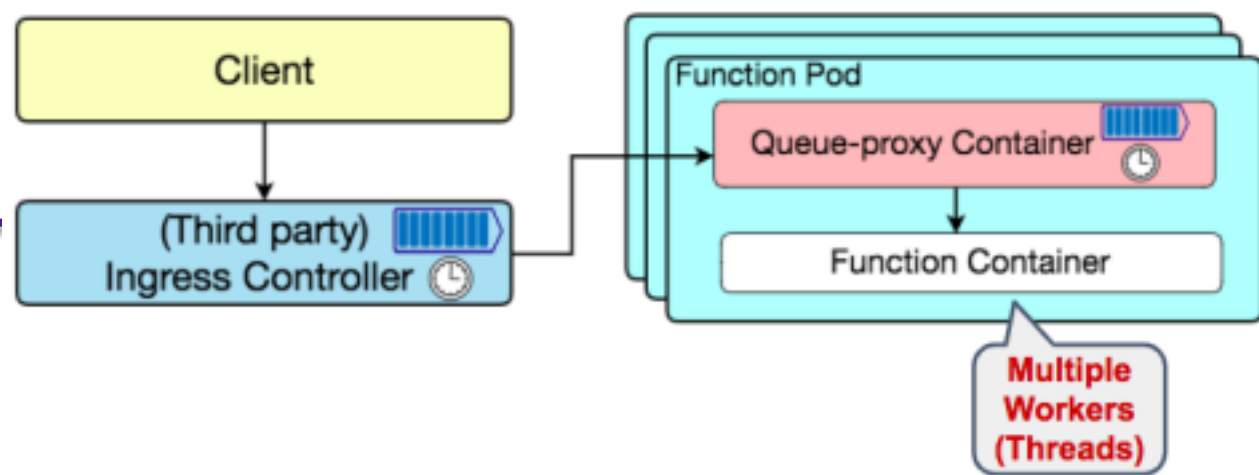 Client
(Third party)
Ingress Controller
Function Pod
Queue-proxy Container
Function Container
Multiple
Workers
(Threads)